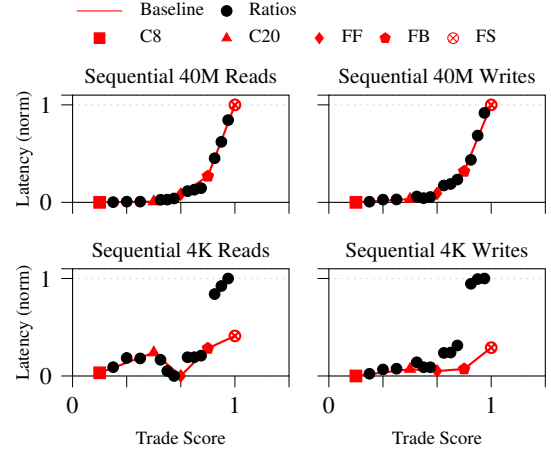 Baseline Ratios
C8 C20 FF FB FS
Sequential 40M Reads Sequential 40M Writes
Latency (norm)
1
0
Sequential 4K Reads Sequential 4K Writes
Latency (norm)
1
0
0 1 0 1
Trade Score Trade Score